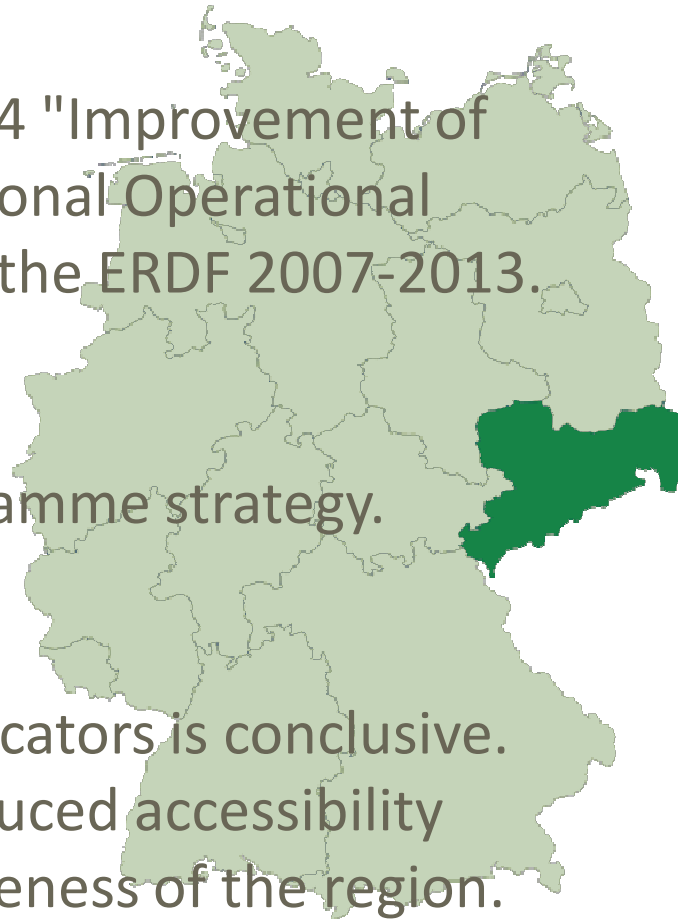 4 "Improvement of
onal Operational
the ERDF 2007-2013.
amme strategy.
cators is conclusive.
uced accessibility
eness of the region.